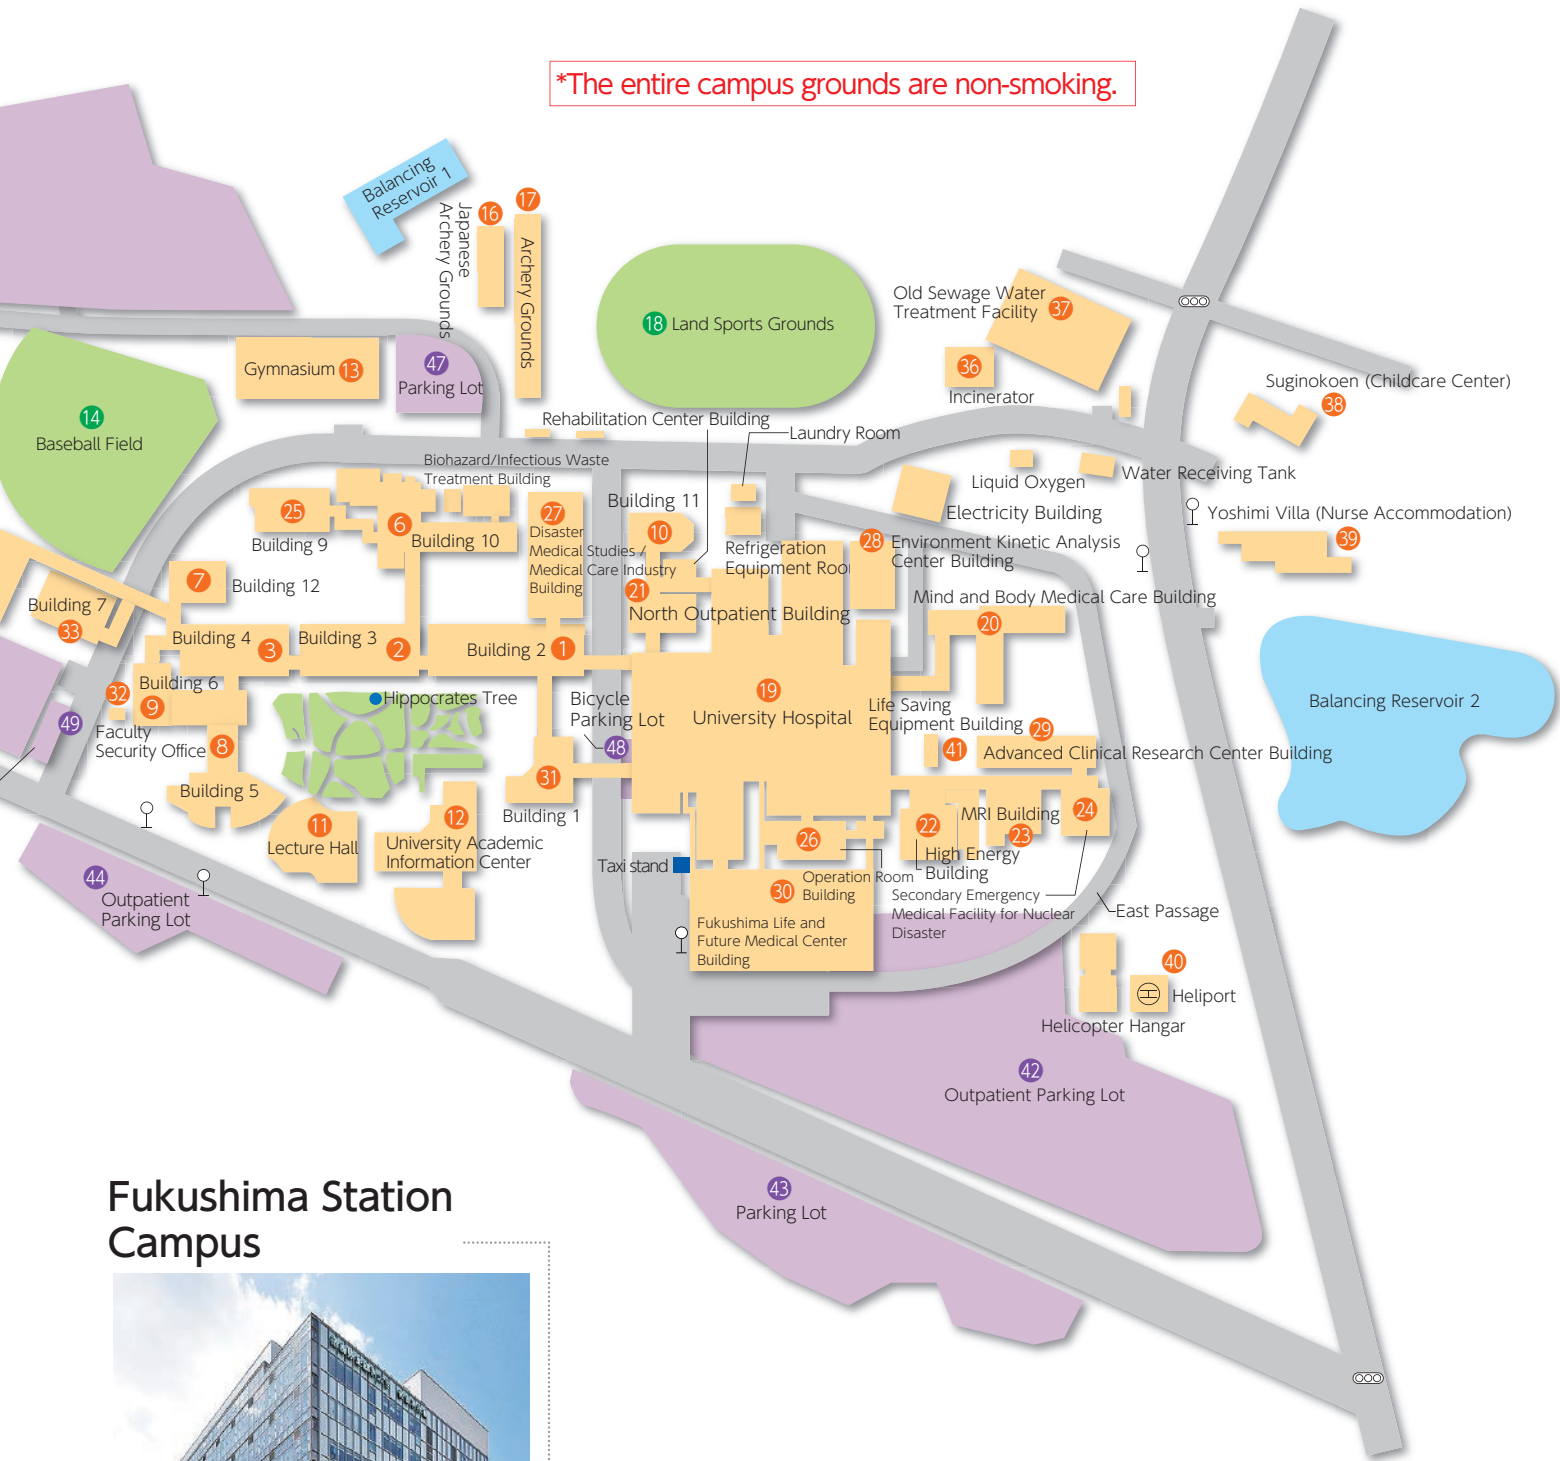 *The entire campus grounds are non-smoking.
Balancing
Reservoir 1
16
Japanese
Archery Grounds
17
Archery Grounds
18 Land Sports Grounds
Old Sewage Water
Treatment Facility 37
36
Incinerator
Suginokoen (Childcare Center)
38
Gymnasium 13
47
Parking Lot
14
Baseball Field
Rehabilitation Center Building
Laundry Room
Biohazard/Infectious Waste
Treatment Building
Liquid Oxygen
Water Receiving Tank
Electricity Building
Yoshimi Villa (Nurse Accommodation)
39
25
Building 9
6
Building 10
27
Disaster
Medical Studies /
Medical Care Industry
Building
Building 11
10
Refrigeration
Equipment Roo
28 Environment Kinetic Analysis
Center Building
7 Building 12
21
North Outpatient Building
Mind and Body Medical Care Building
20
Building 7
33
Building 4
3
Building 3
2
Building 2 1
32
Building 6
9
Faculty
Security Office
49
8
Hippocrates Tree
Bicycle
Parking Lot
48
19
University Hospital
Life Saving
Equipment Building
41
29
Advanced Clinical Research Center Building
Balancing Reservoir 2
Building 5
31
Building 1
11
Lecture Hall
12
University Academic
Information Center
26
Operation Room
Building
22
High Energy
Building
MRI Building
23
24
Secondary Emergency
Medical Facility for Nuclear
Disaster
Taxi stand
30
Fukushima Life and
Future Medical Center
Building
East Passage
44
Outpatient
Parking Lot
40
Heliport
Helicopter Hangar
42
Outpatient Parking Lot
43
Parking Lot
Fukushima Station
Campus